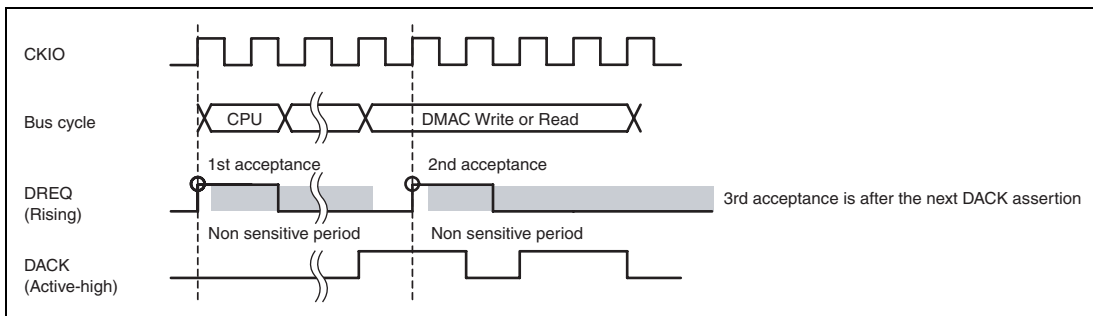 CKIO
Bus cycle
CPU
DMAC Write or Read
1st acceptance
2nd acceptance
DREQ
(Rising)
3rd acceptance is after the next DACK assertion
Non sensitive period
Non sensitive period
DACK
(Active-high)